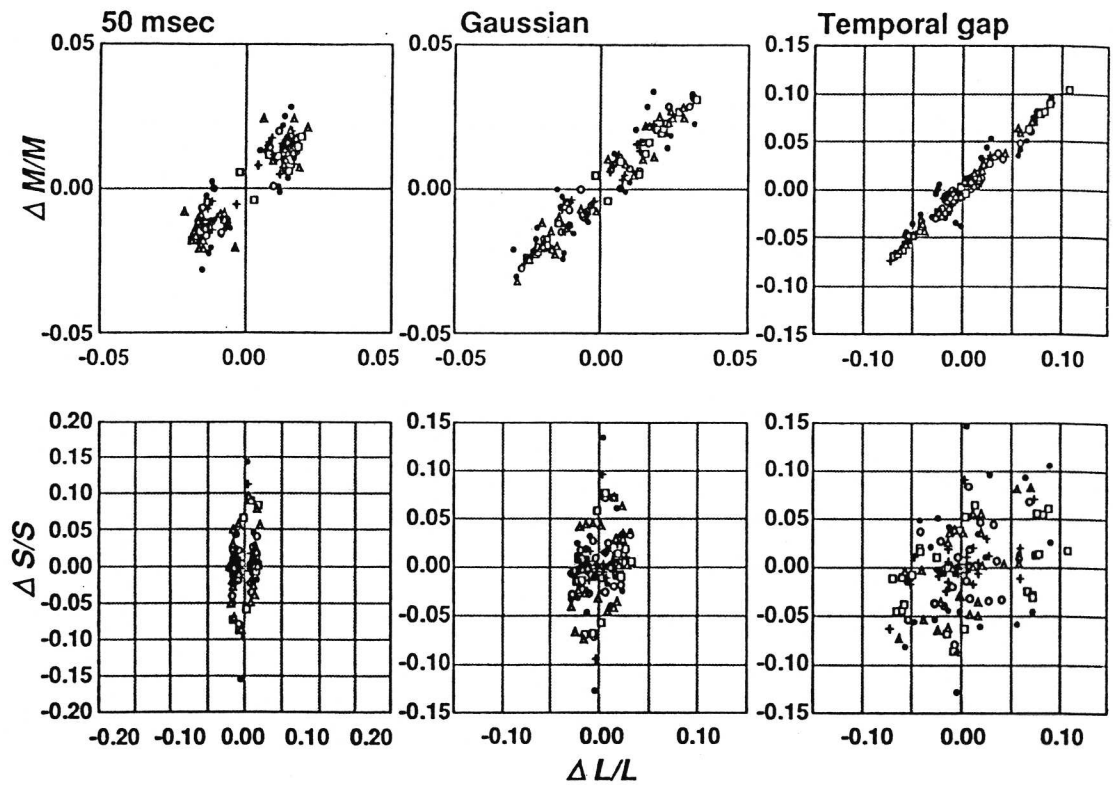 50 msec Gaussian Temporal gap
0.05 0.05 0.15
0.10
0.05
Δ M/M 0.00 0.00 0.00
-0.05
-0.10
-0.05 -0.05 -0.15
-0.05 0.00 0.05 -0.05 0.00 0.05 -0.10 0.00 0.10
0.20 0.15 0.15
0.15 0.10 0.10
0.10 0.05 0.05
0.05
Δ S/S 0.00 0.00 0.00
-0.05 -0.05 -0.05
-0.10 -0.10 -0.10
-0.15
-0.20 -0.15 -0.15
-0.20 -0.10 0.00 0.10 0.20 -0.10 0.00 0.10 -0.10 0.00 0.10
Δ L/L